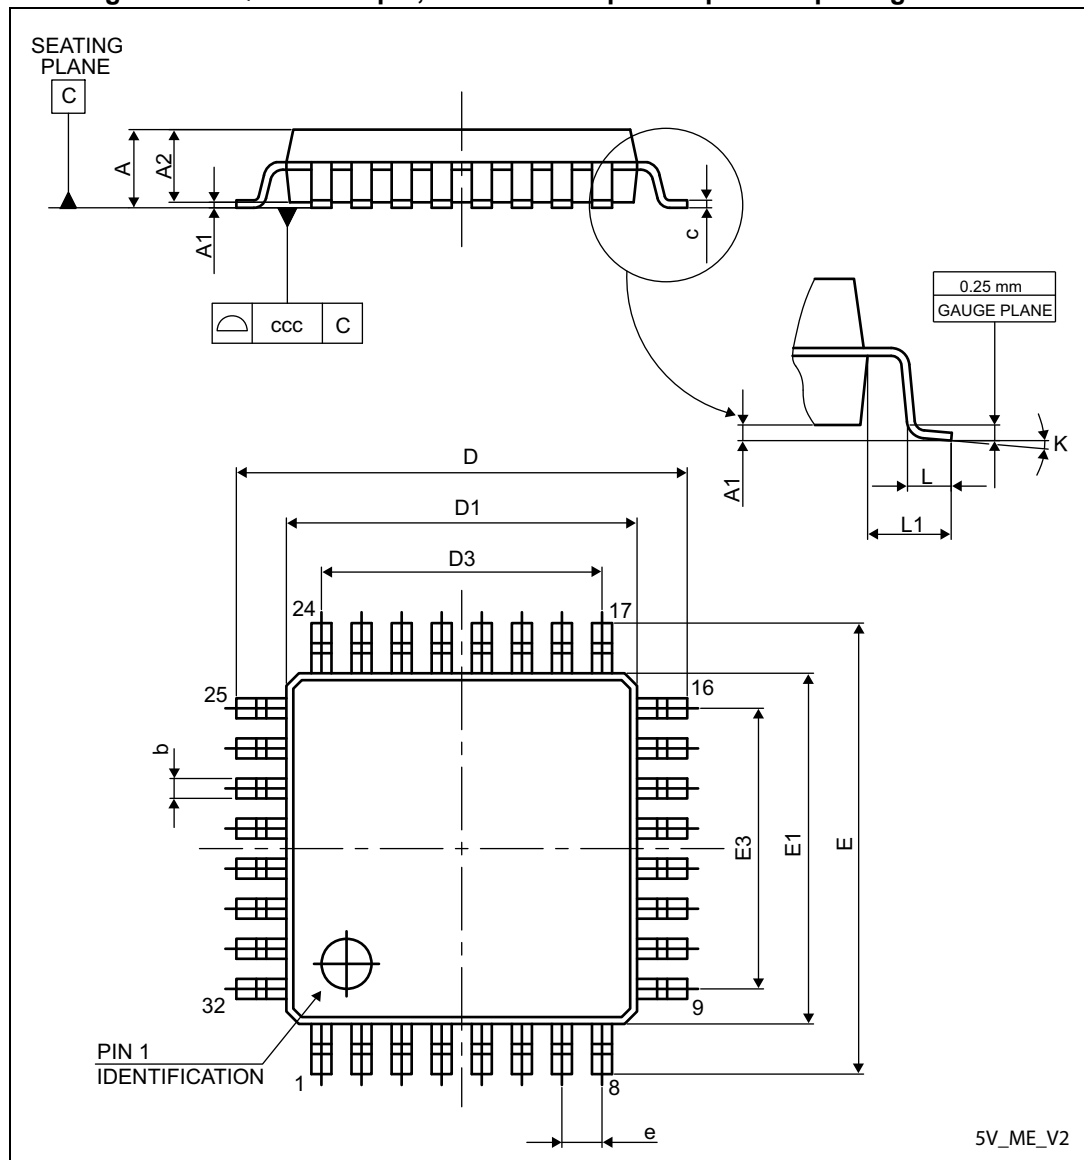 SEATING
PLANE
C
A
A2
A1
c
ccc
C
0.25 mm
GAUGE PLANE
K
A1
L
L1
D
D1
D3
24
17
25
16
b
E3
E1
E
32
9
PIN 1
IDENTIFICATION
1
8
e
5V_ME_V2